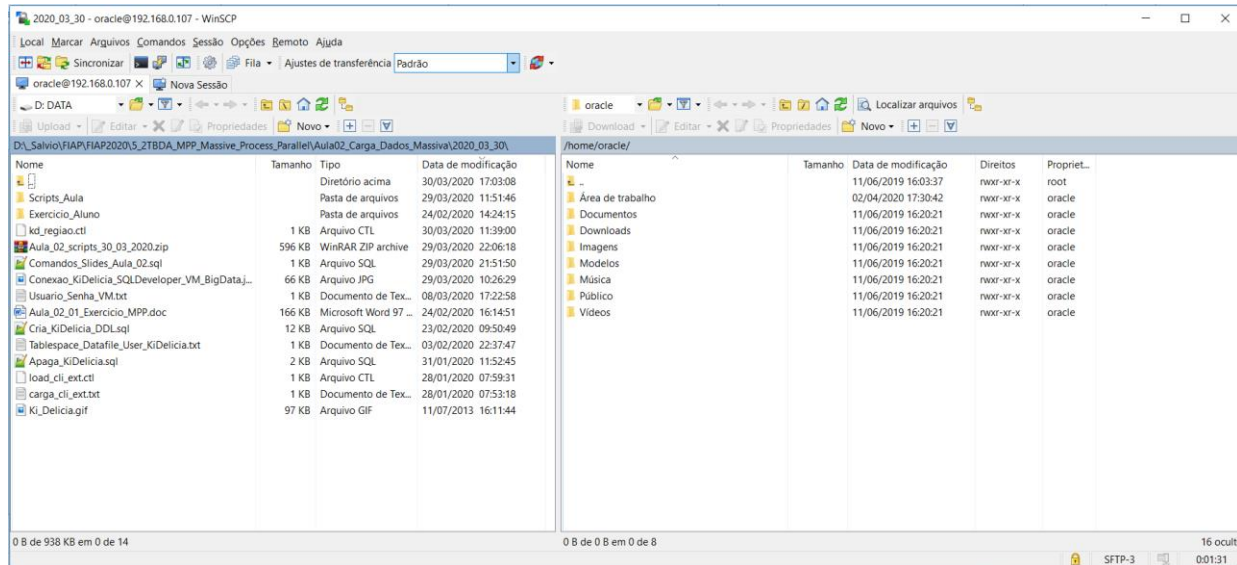 2020_03_30 - oracle@192.168.0.107 - WinSCP
Local Marcar Arquivos Comandos Sessão Opções Remoto Ajuda
Sincronizar Fila Ajustes de transferência Padrão
oracle@192.168.0.107 Nova Sessão
D: DATA
oracle Localizar arquivos
Upload Editar Propriedades Novo
Download Editar Propriedades Novo
D:\_Salvio\FIAP\FIAP2020\5_2TBDA_MPP_Massive_Process_Parallel\Aula02_Carga_Dados_Massiva\2020_03_30\
Nome Tamanho Tipo Data de modificação
.. Diretório acima 30/03/2020 17:03:08
Scripts_Aula Pasta de arquivos 29/03/2020 11:51:46
Exercicio_Aluno Pasta de arquivos 24/02/2020 14:24:15
kd_regiao.ctl 1 KB Arquivo CTL 30/03/2020 11:39:00
Aula_02_scripts_30_03_2020.zip 596 KB WinRAR ZIP archive 29/03/2020 22:06:18
Comandos_Slides_Aula_02.sql 1 KB Arquivo SQL 29/03/2020 21:51:50
Conexao_KiDelicia_SQLDeveloper_VM_BigData.j... 66 KB Arquivo JPG 29/03/2020 10:26:29
Usuario_Senha_VM.txt 1 KB Documento de Tex... 08/03/2020 17:22:58
Aula_02_01_Exercicio_MPP.doc 166 KB Microsoft Word 97 ... 24/02/2020 16:14:51
Cria_KiDelicia_DDL.sql 12 KB Arquivo SQL 23/02/2020 09:50:49
Tablespace_Datafile_User_KiDelicia.txt 1 KB Documento de Tex... 03/02/2020 22:37:47
Apaga_KiDelicia.sql 2 KB Arquivo SQL 31/01/2020 11:52:45
load_cli_ext.ctl 1 KB Arquivo CTL 28/01/2020 07:59:31
carga_cli_ext.txt 1 KB Documento de Tex... 28/01/2020 07:53:18
Ki_Delicia.gif 97 KB Arquivo GIF 11/07/2013 16:11:44
/home/oracle/
Nome Tamanho Data de modificação Direitos Propriet...
.. 11/06/2019 16:03:37 rwxr-xr-x root
Área de trabalho 02/04/2020 17:30:42 rwxr-xr-x oracle
Documentos 11/06/2019 16:20:21 rwxr-xr-x oracle
Downloads 11/06/2019 16:20:21 rwxr-xr-x oracle
Imagens 11/06/2019 16:20:21 rwxr-xr-x oracle
Modelos 11/06/2019 16:20:21 rwxr-xr-x oracle
Música 11/06/2019 16:20:21 rwxr-xr-x oracle
Público 11/06/2019 16:20:21 rwxr-xr-x oracle
Vídeos 11/06/2019 16:20:21 rwxr-xr-x oracle
0 B de 938 KB em 0 de 14
0 B de 0 B em 0 de 8 16 ocult
SFTP-3 0:01:31